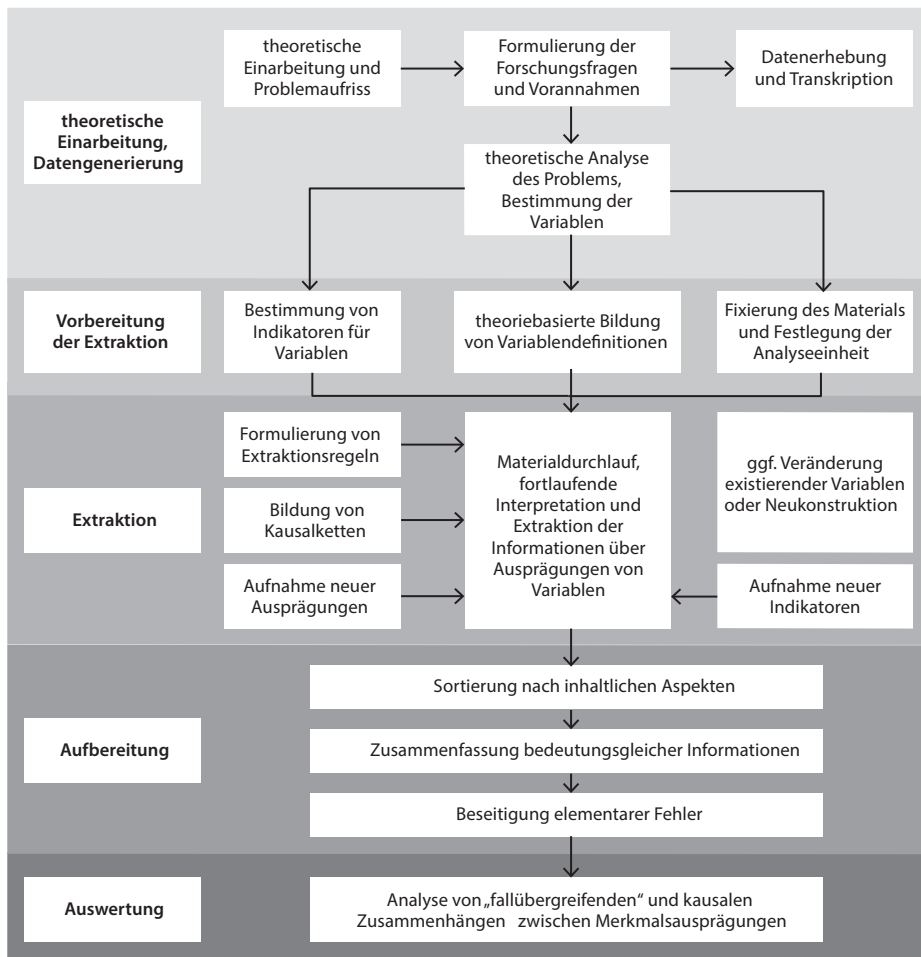 theoretische
Einarbeitung und
Problemaufriss
Formulierung der
Forschungsfragen
und Vorannahmen
Datenerhebung
und Transkription
theoretische
Einarbeitung,
Datengenerierung
theoretische Analyse
des Problems,
Bestimmung der
Variablen
Vorbereitung
der Extraktion
Bestimmung von
Indikatoren für
Variablen
theoriebasierte Bildung
von Variablendefinitionen
Fixierung des Materials
und Festlegung der
Analyseeinheit
Extraktion
Formulierung von
Extraktionsregeln
Bildung von
Kausalketten
Aufnahme neuer
Ausprägungen
Materialdurchlauf,
fortlaufende
Interpretation und
Extraktion der
Informationen über
Ausprägungen von
Variablen
ggf. Veränderung
existierender Variablen
oder Neukonstruktion
Aufnahme neuer
Indikatoren
Aufbereitung
Sortierung nach inhaltlichen Aspekten
Zusammenfassung bedeutungsgleicher Informationen
Beseitigung elementarer Fehler
Auswertung
Analyse von „fallübergreifenden“ und kausalen
Zusammenhängen zwischen Merkmalsausprägungen